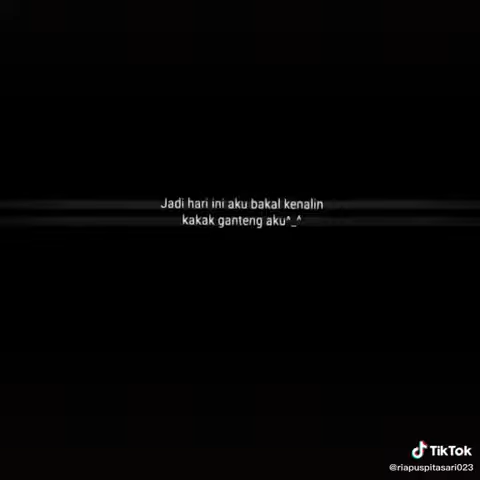 Jadi hari ini aku bakal kenalin
kakak ganteng aku^_^
TikTok
@riapuspitasari023